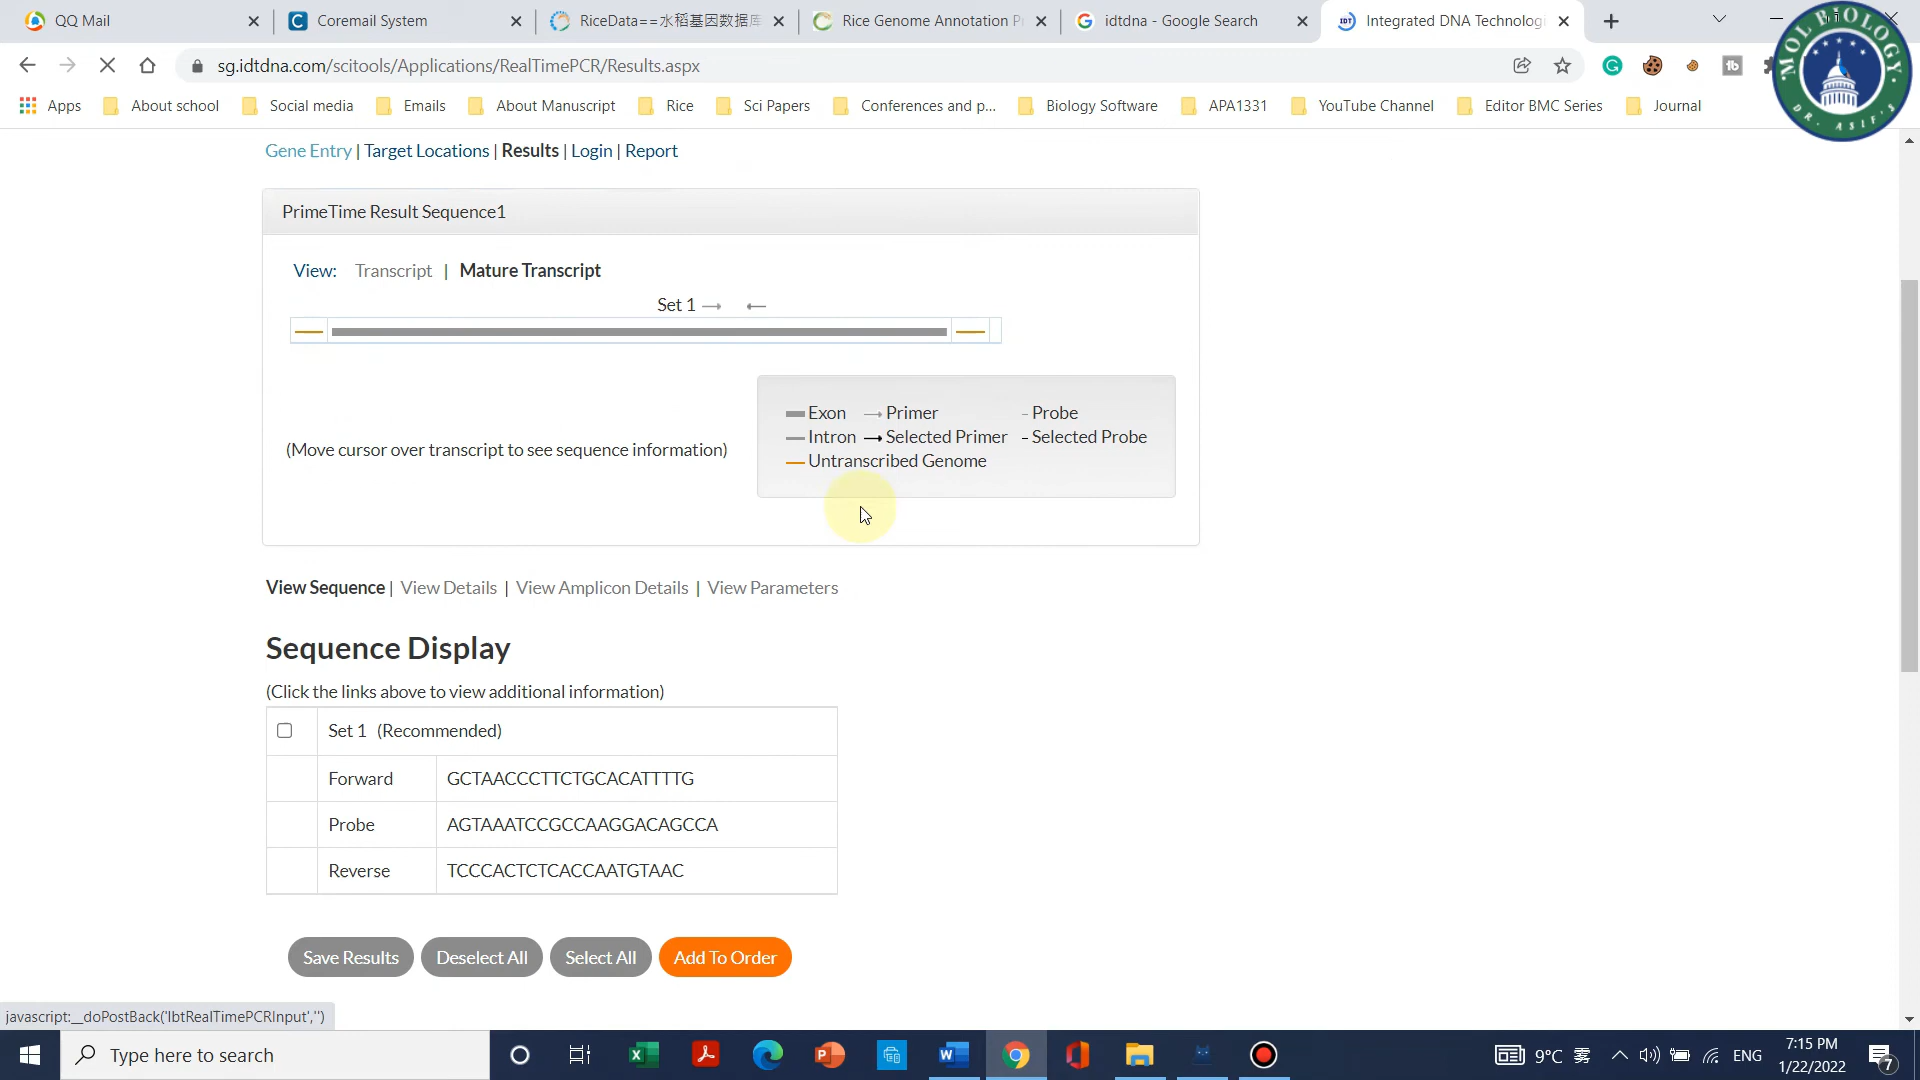 QQ Mail
Coremail System
RiceData==水稻基因数据库
Rice Genome Annotation Pr
idtdna - Google Search
Integrated DNA Technologi
sg.idtdna.com/scitools/Applications/RealTimePCR/Results.aspx
Apps
About school
Social media
Emails
About Manuscript
Rice
Sci Papers
Conferences and p...
Biology Software
APA1331
YouTube Channel
Editor BMC Series
Journal
MOL BIOLOGY
DR. ASIF'S
Gene Entry | Target Locations | Results | Login | Report
PrimeTime Result Sequence1
View: Transcript | Mature Transcript
Set 1
Exon Primer Probe
Intron Selected Primer Selected Probe
Untranscribed Genome
(Move cursor over transcript to see sequence information)
View Sequence | View Details | View Amplicon Details | View Parameters
Sequence Display
(Click the links above to view additional information)
Set 1 (Recommended)
Forward GCTAACCCTTCTGCACATTTTG
Probe AGTAAATCCGCCAAGGACAGCCA
Reverse TCCCACTCTCACCAATGTAAC
Save Results
Deselect All
Select All
Add To Order
javascript:__doPostBack('lbtRealTimePCRInput','')
Type here to search
9°C 雾
ENG
7:15 PM
1/22/2022
7